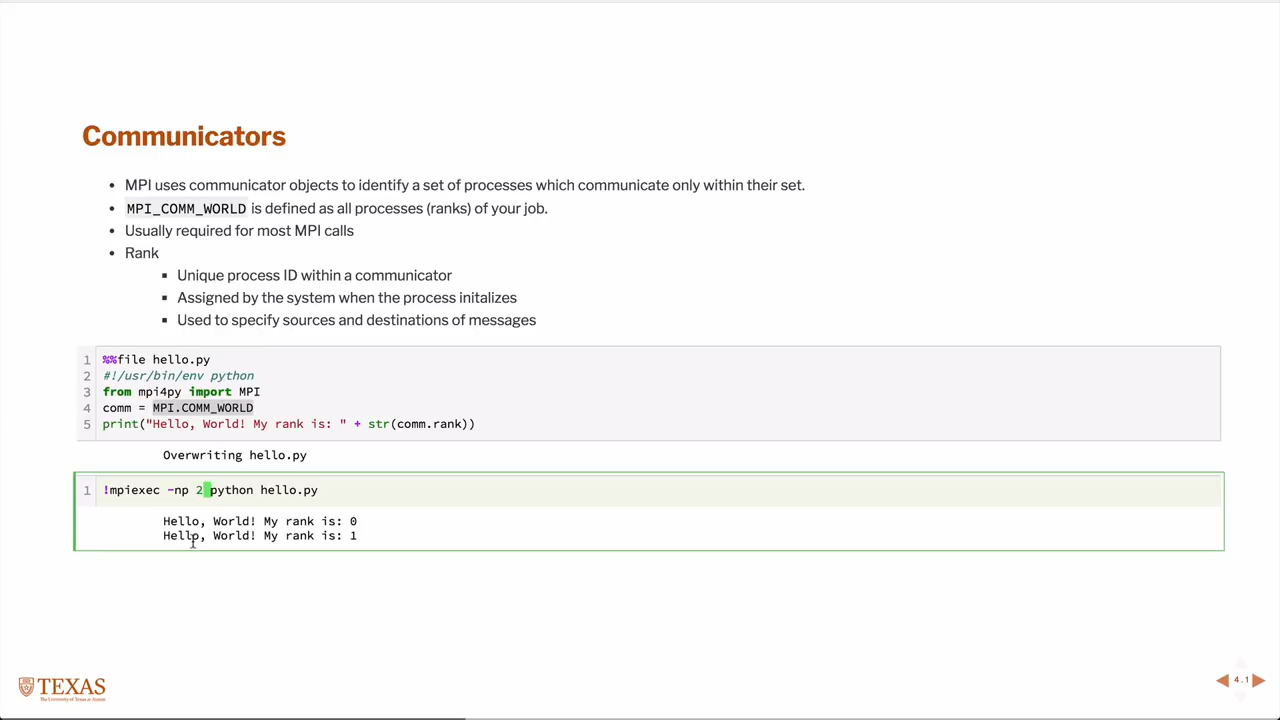 Communicators
MPI uses communicator objects to identify a set of processes which communicate only within their set.
MPI_COMM_WORLD is defined as all processes (ranks) of your job.
Usually required for most MPI calls
Rank
Unique process ID within a communicator
Assigned by the system when the process initalizes
Used to specify sources and destinations of messages
1 %%file hello.py
2 #!/usr/bin/env python
3 from mpi4py import MPI
4 comm = MPI.COMM_WORLD
5 print("Hello, World! My rank is: " + str(comm.rank))
Overwriting hello.py
1 !mpiexec -np 2 python hello.py
Hello, World! My rank is: 0
Hello, World! My rank is: 1
TEXAS
The University of Texas at Austin
4.1